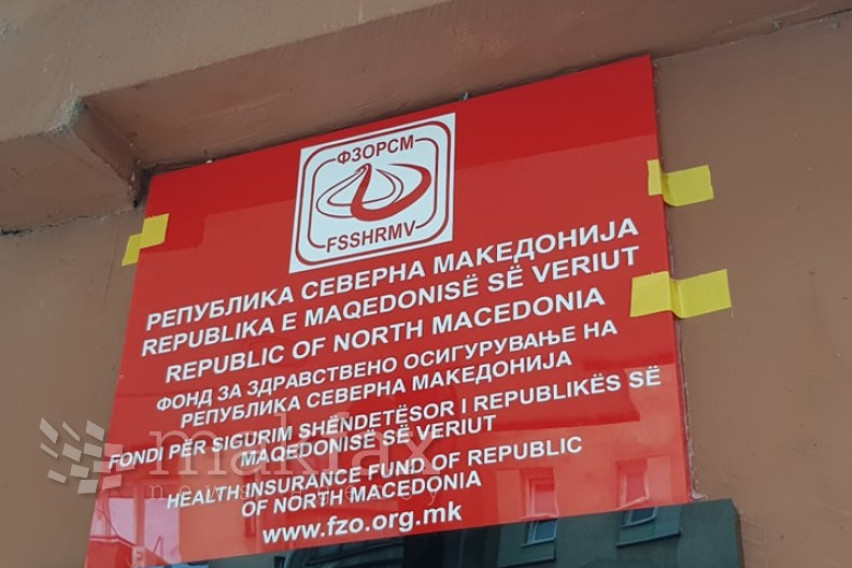 ФЗОРСМ
FSSHRMV
РЕПУБЛИКА СЕВЕРНА МАКЕДОНИЈА
REPUBLIKA E MAQEDONISË SË VERIUT
REPUBLIC OF NORTH MACEDONIA
ФОНД ЗА ЗДРАВСТВЕНО ОСИГУРУВАЊЕ НА
РЕПУБЛИКА СЕВЕРНА МАКЕДОНИЈА
FONDI PËR SIGURIM SHËNDETËSOR I REPUBLIKËS SË
MAQEDONISË SË VERIUT
HEALTH INSURANCE FUND OF REPUBLIC
OF NORTH MACEDONIA
www.fzo.org.mk
makfax
news agency